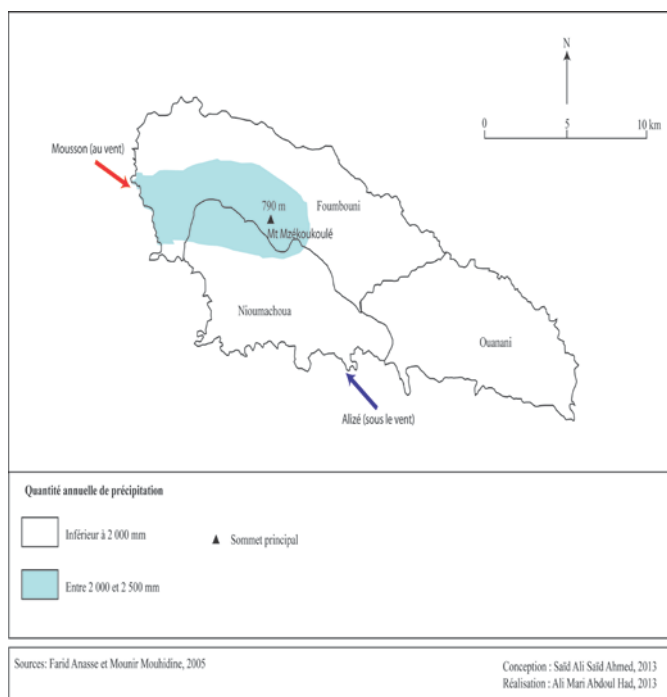 N
0
5
10 km
Mousson (au vent)
790 m
Foumbouni
Mt Mzékoukoulé
Nioumachoua
Ouanani
Alizé (sous le vent)
Quantité annuelle de précipitation
Inférieur à 2 000 mm
Sommet principal
Entre 2 000 et 2 500 mm
Sources: Farid Anasse et Mounir Mouhidine, 2005
Conception : Saïd Ali Saïd Ahmed, 2013
Réalisation : Ali Mari Abdoul Had, 2013